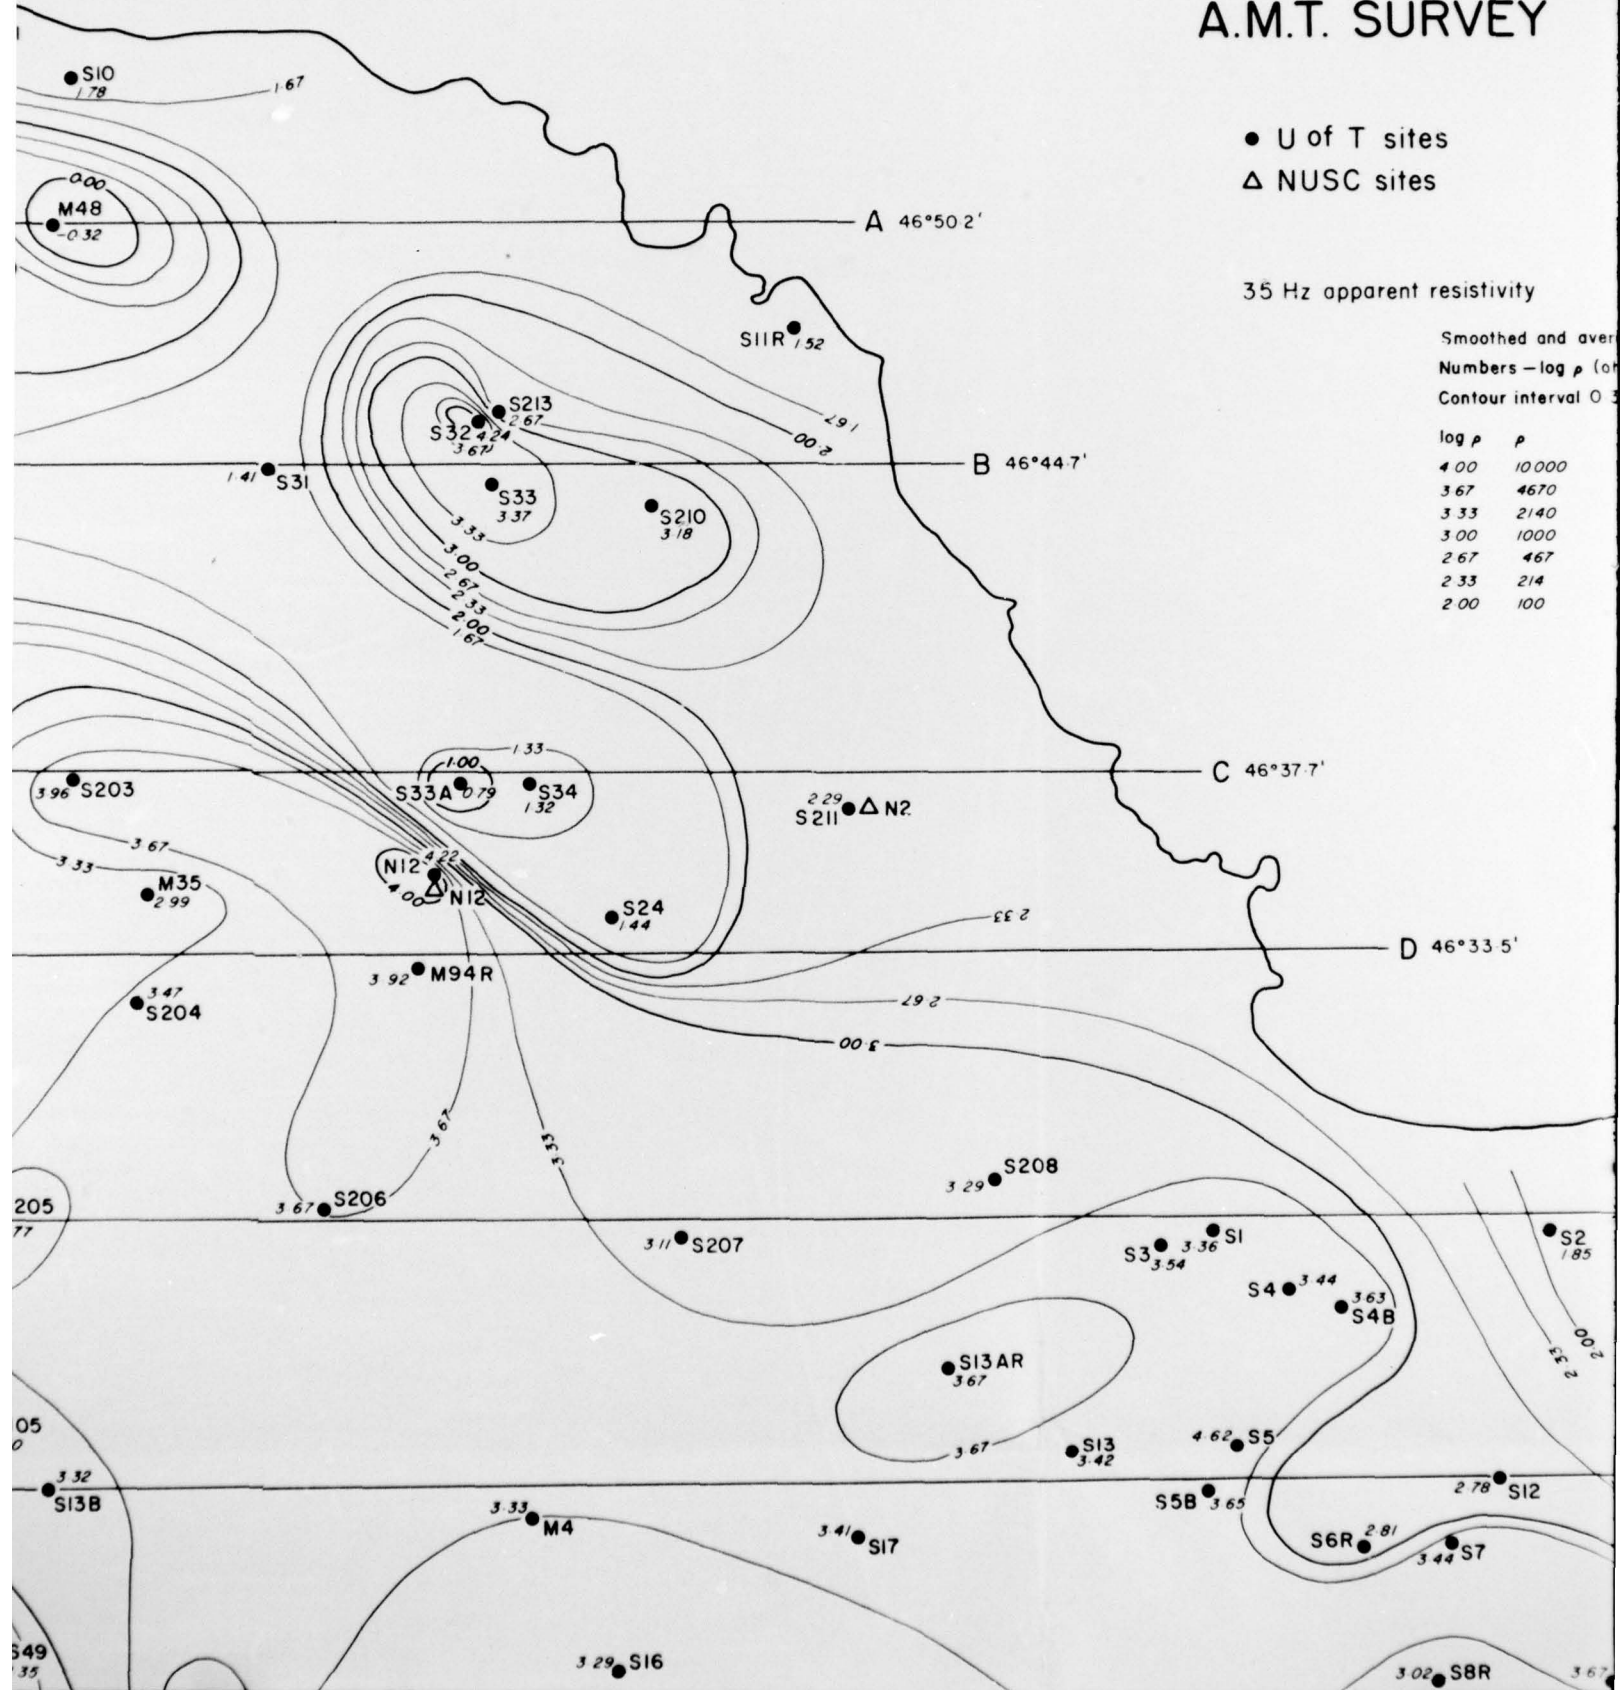 A.M.T. SURVEY
● U of T sites
△ NUSC sites
35 Hz apparent resistivity
Smoothed and aver
Numbers – log ρ (o
Contour interval 0 3
log ρ ρ
4 00 10000
3 67 4670
3 33 2140
3 00 1000
2 67 467
2 33 214
2 00 100
S10
1.78
1.67
0.00
M48
-0.32
A 46°50.2'
S11R 1.52
1.67
2.00
S213
2.67
S32 4.24
3.67
B 46°44.7'
1.41 S31
S33
3.37
S210
3.18
3.33
3.00
2.67
2.33
2.00
1.67
1.33
1.00
C 46°37.7'
3.96 S203
S33A 0.79
S34
1.32
2.29
S211 N2
3.67
3.33
N12 4.22
4.00 N12
M35
2.99
S24
1.44
2.33
D 46°33.5'
3.92 M94R
3.47
S204
2.67
3.00
3.67
3.33
3.29 S208
205
77
3.67 S206
3.11 S207
S3 3.36 S1
3.54
S2
1.85
S4 3.44
3.63
S4B
2.33
2.00
S13AR
3.67
3.67
05
0
S13
3.42
4.62 S5
3.32
S13B
S5B 3.65
2.78 S12
3.33
M4
3.41 S17
S6R 2.81
3.44 S7
S49
35
3.29 S16
3.02 S8R
3.67